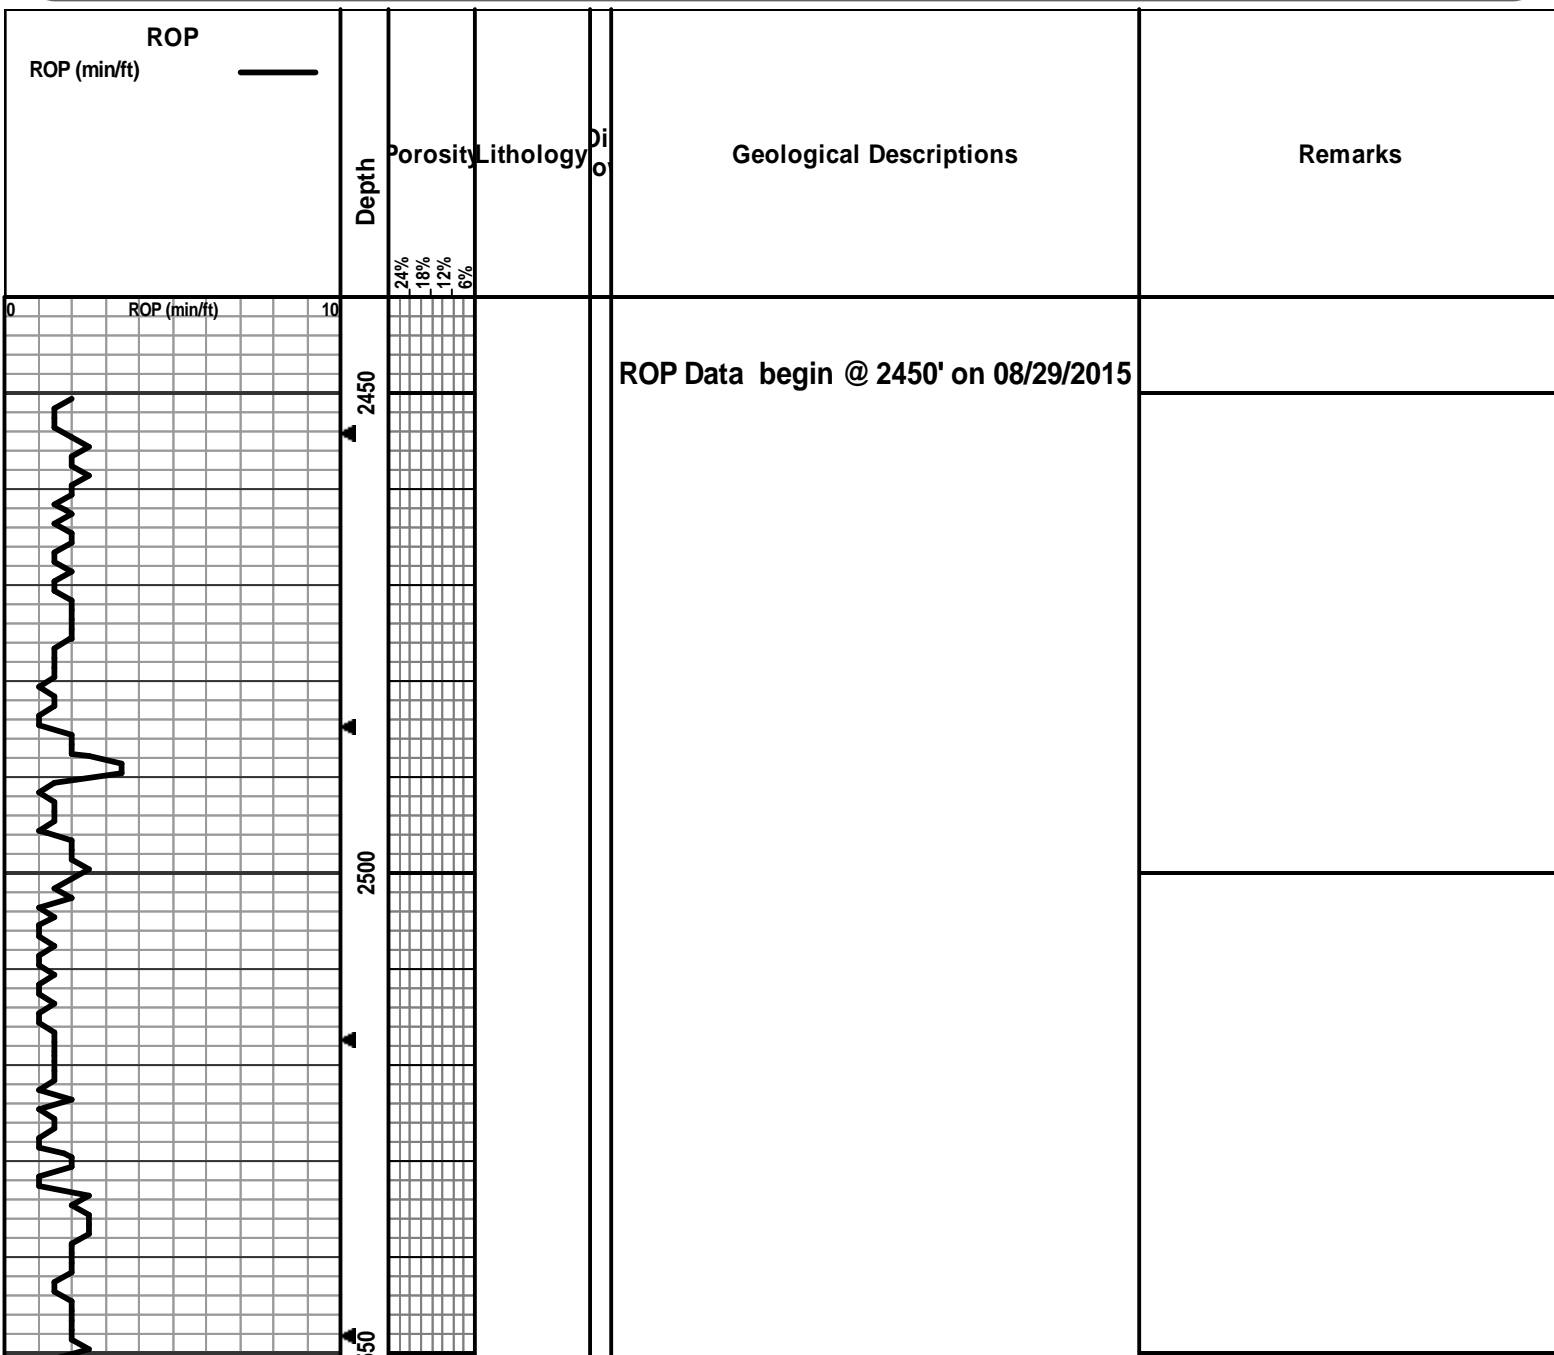 ROP
ROP (min/ft)
Depth
Porosity
Lithology
Geological Descriptions
Remarks
24%
18%
12%
6%
0 ROP (min/ft) 10
ROP Data begin @ 2450' on 08/29/2015
2450
2500